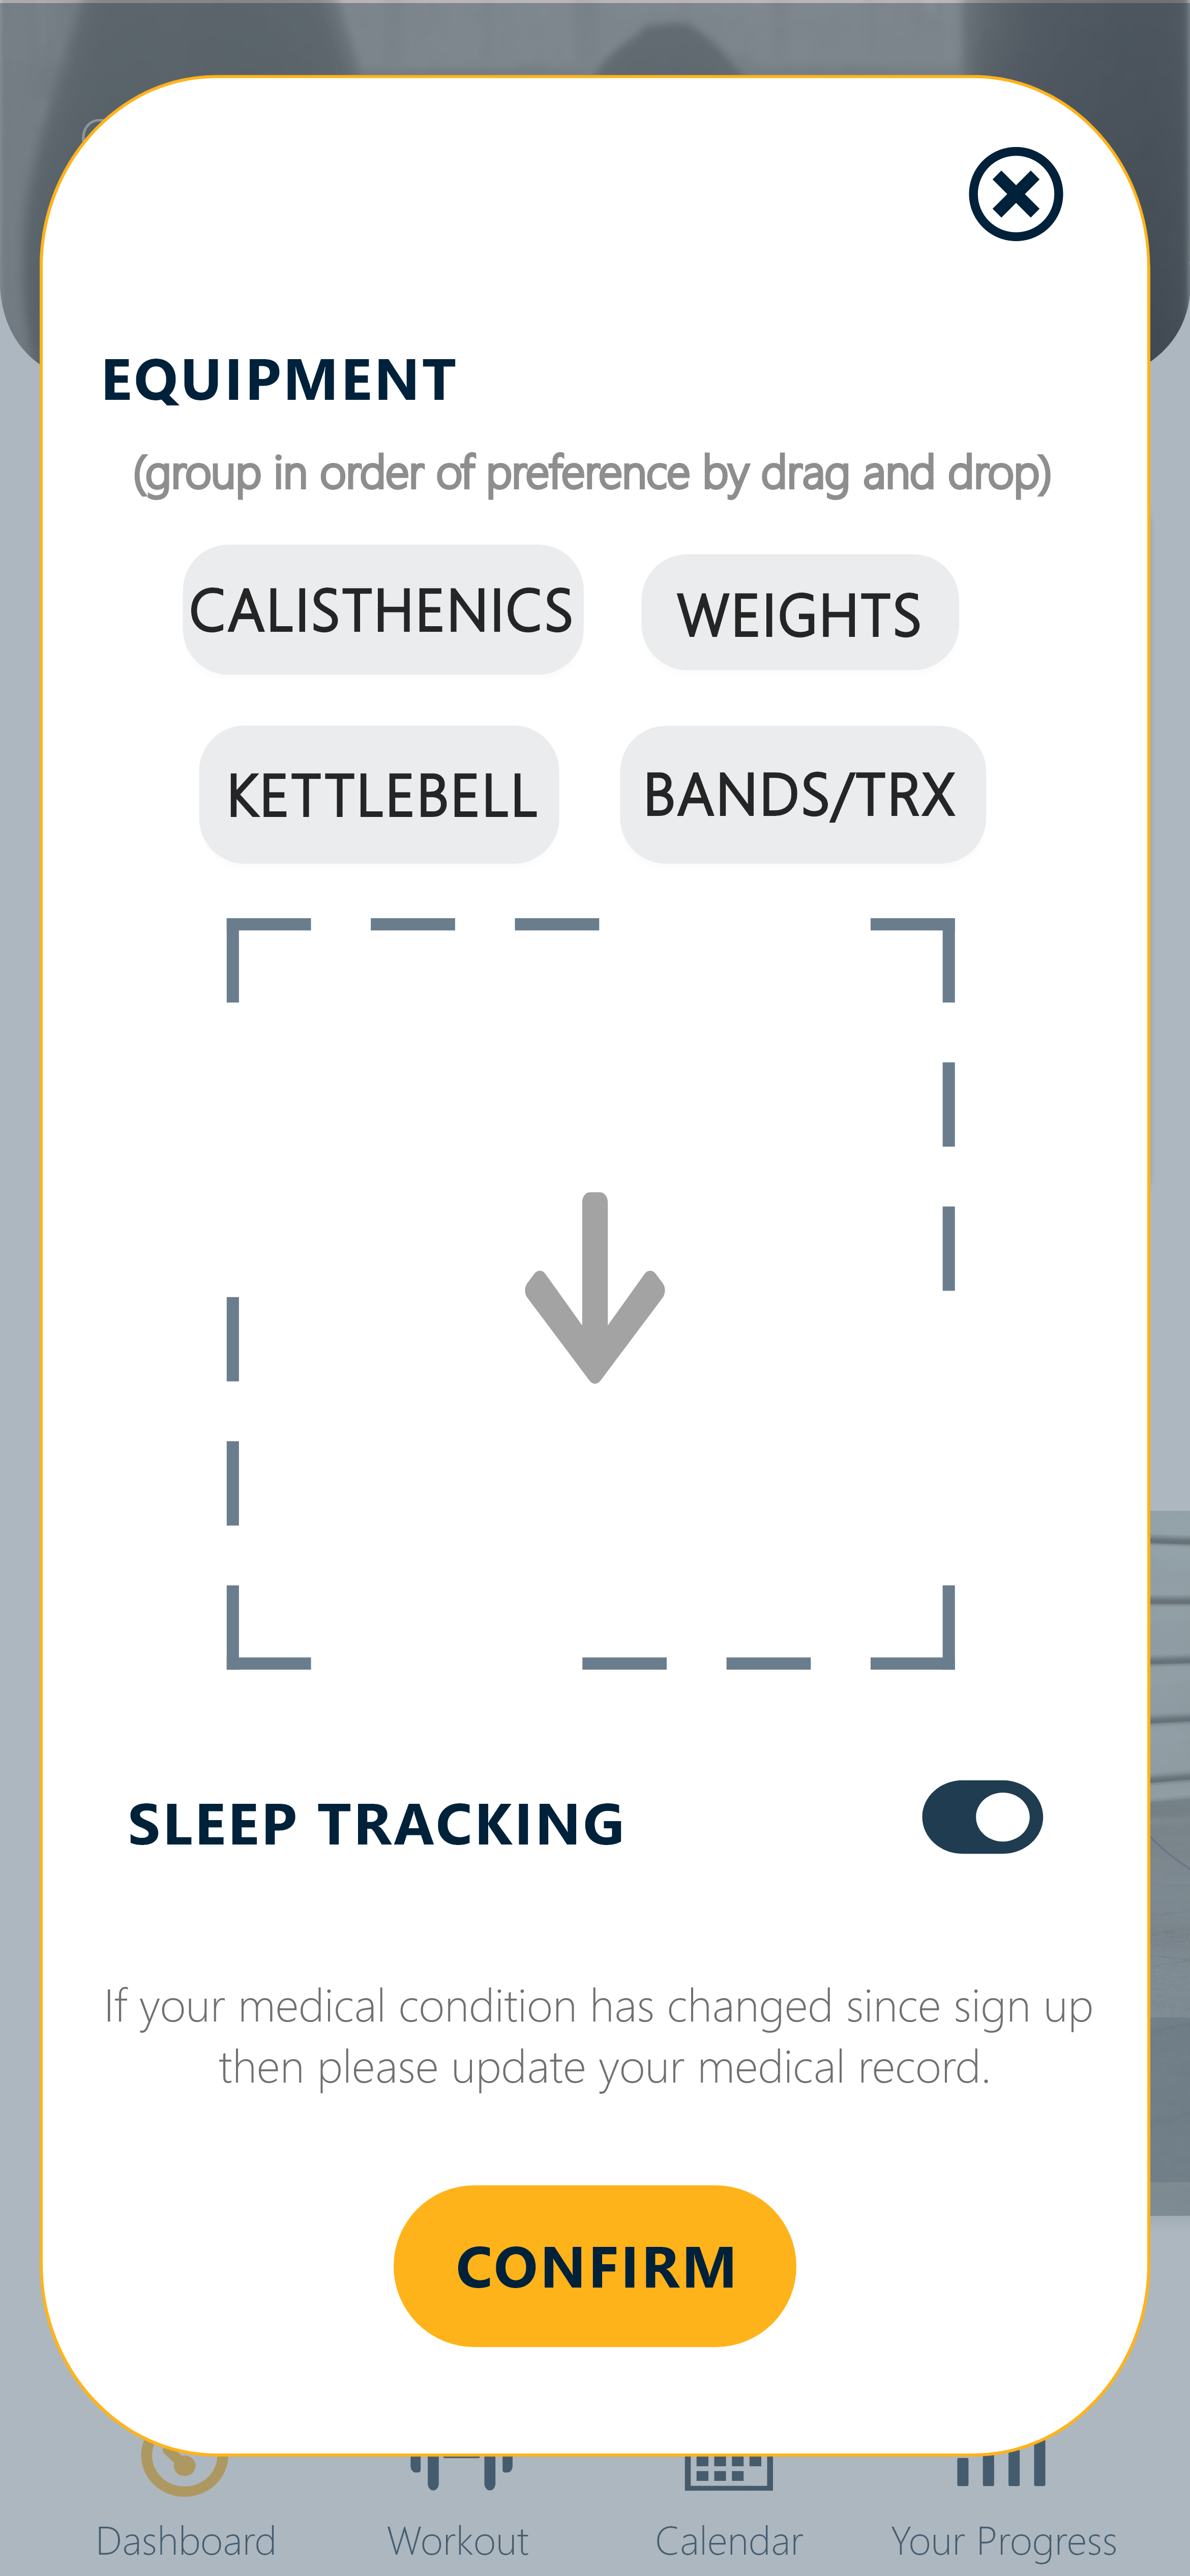 EQUIPMENT
(group in order of preference by drag and drop)
CALISTHENICS WEIGHTS
KETTLEBELL BANDS/TRX
SLEEP TRACKING
If your medical condition has changed since sign up
then please update your medical record.
CONFIRM
Dashboard Workout Calendar Your Progress